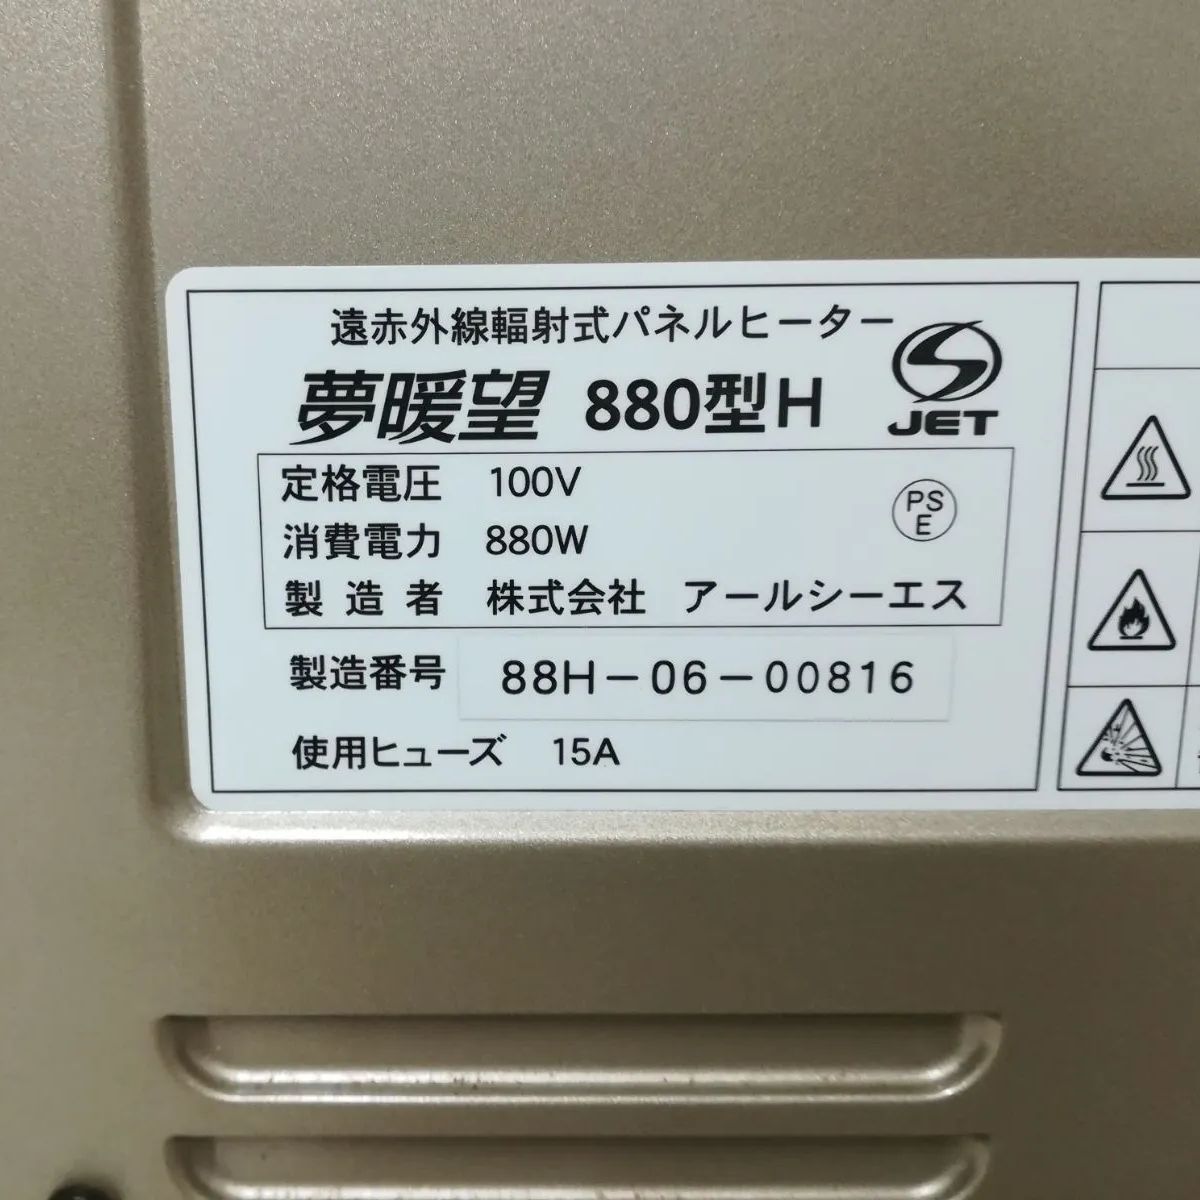 遠赤外線輻射式パネルヒーター
夢暖望 880型H
JET
定格電圧 100V
PS
E
消費電力 880W
製造者 株式会社 アールシーエス
製造番号 88H-06-00816
使用ヒューズ 15A